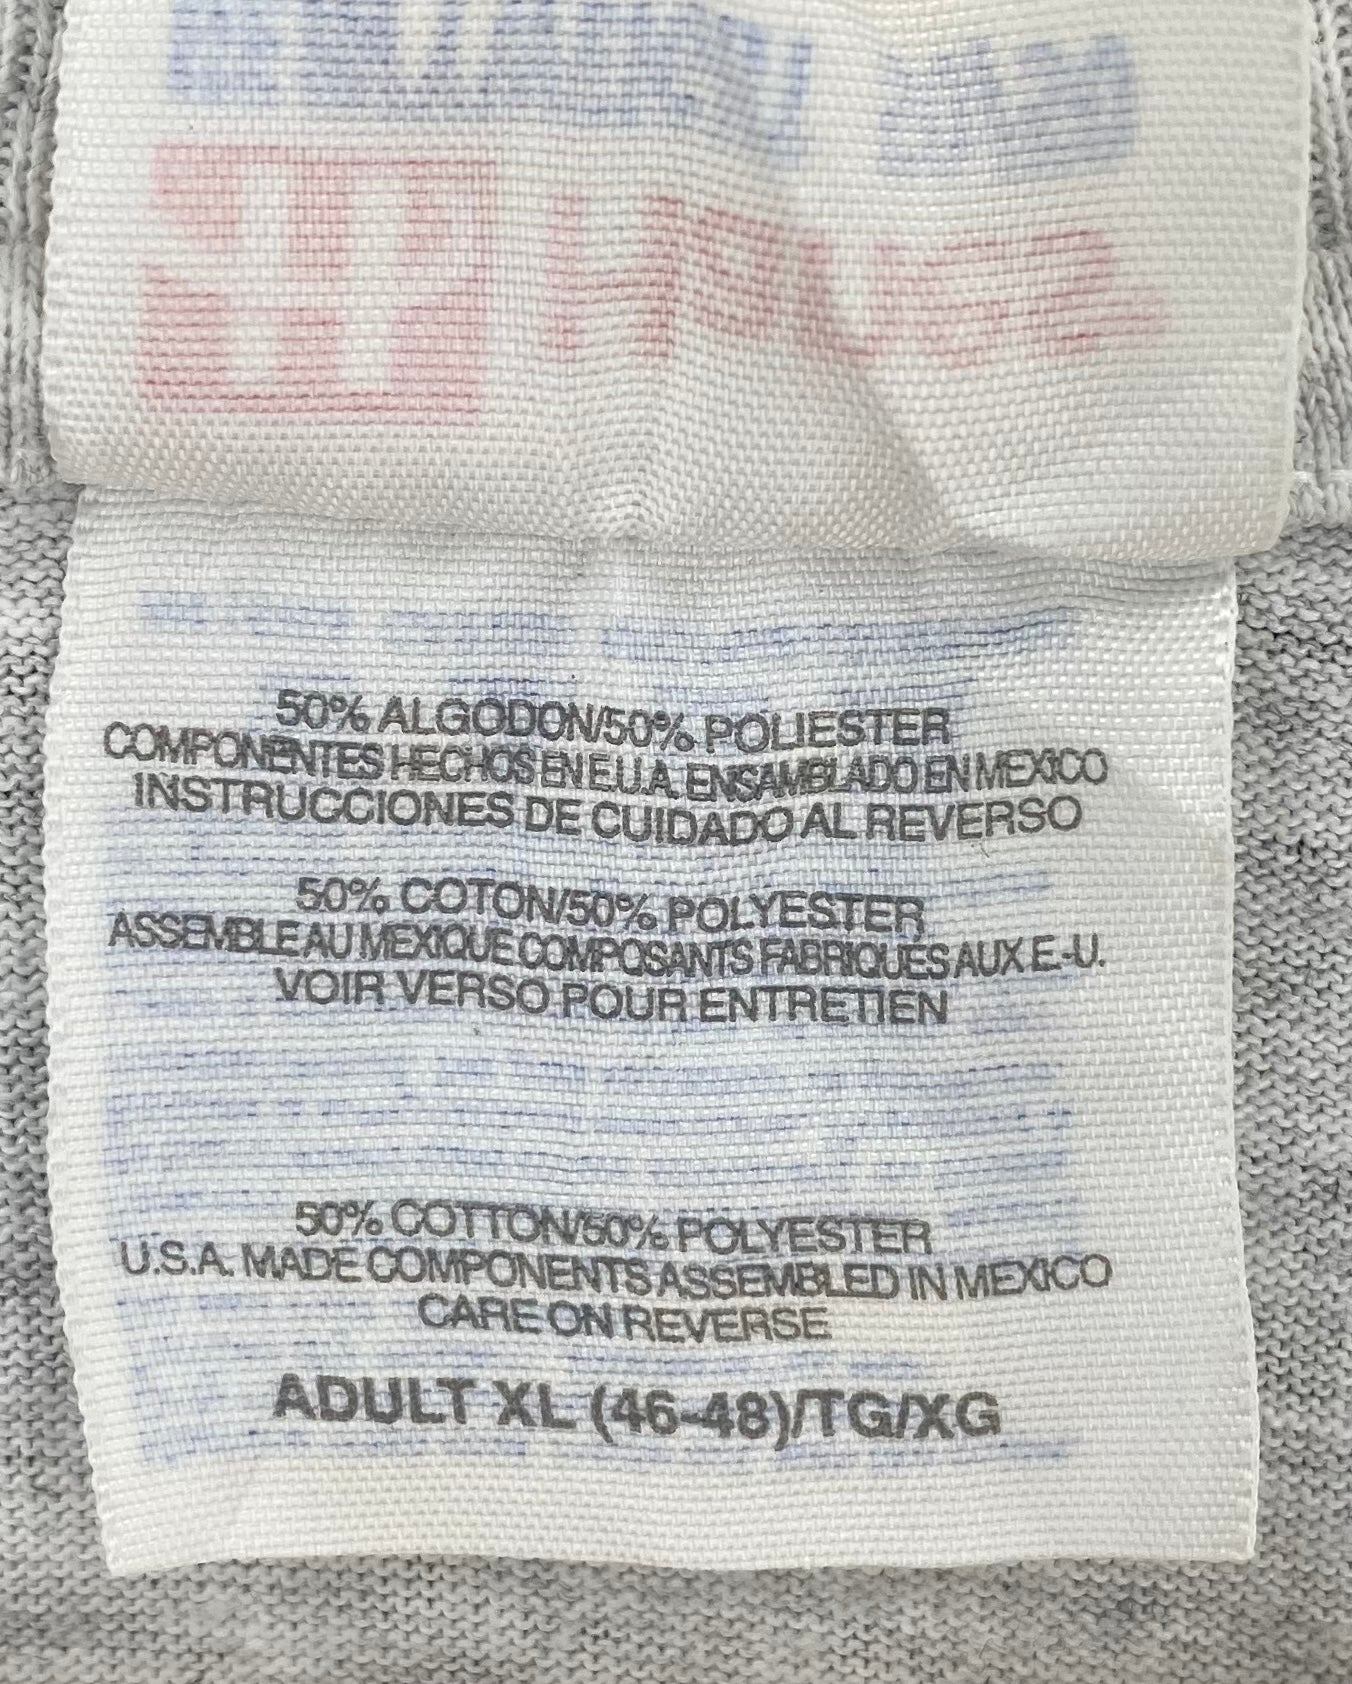 50% ALGODON/50% POLIESTER
COMPONENTES HECHOS EN E.U.A. ENSAMBLADO EN MEXICO
INSTRUCCIONES DE CUIDADO AL REVERSO
50% COTON/50% POLYESTER
ASSEMBLE AU MEXIQUE COMPOSANTS FABRIQUES AUX E-U.
VOIR VERSO POUR ENTRETIEN
50% COTTON/50% POLYESTER
U.S.A. MADE COMPONENTS ASSEMBLED IN MEXICO
CARE ON REVERSE
ADULT XL (46-48)/TG/XG